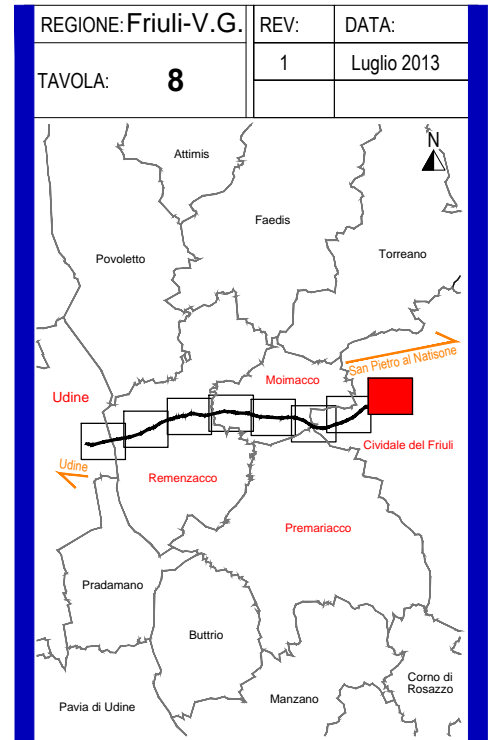 REGIONE: Friuli-V.G. REV: DATA:
1 Luglio 2013
TAVOLA: 8
N
Attimis
Faedis
Povoletto
Torreano
San Pietro al Natisone
Moimacco
Udine
Cividale del Friuli
Udine
Remenzacco
Premariacco
Pradamano
Buttrio
Corno di
Rosazzo
Manzano
Pavia di Udine